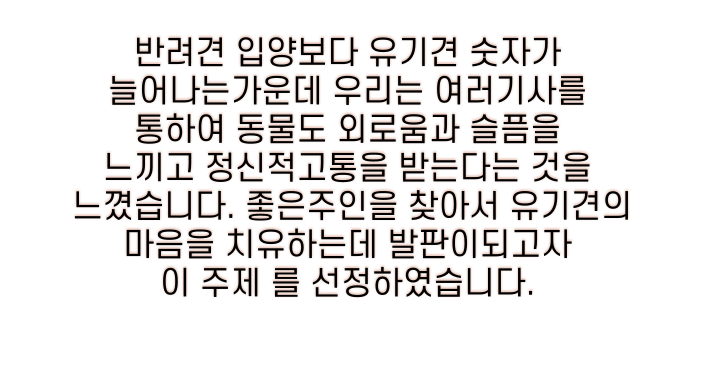 반려견 입양보다 유기견 숫자가
늘어나는가운데 우리는 여러기사를
통하여 동물도 외로움과 슬픔을
느끼고 정신적고통을 받는다는 것을
느꼈습니다. 좋은주인을 찾아서 유기견의
마음을 치유하는데 발판이되고자
이 주제 를 선정하였습니다.